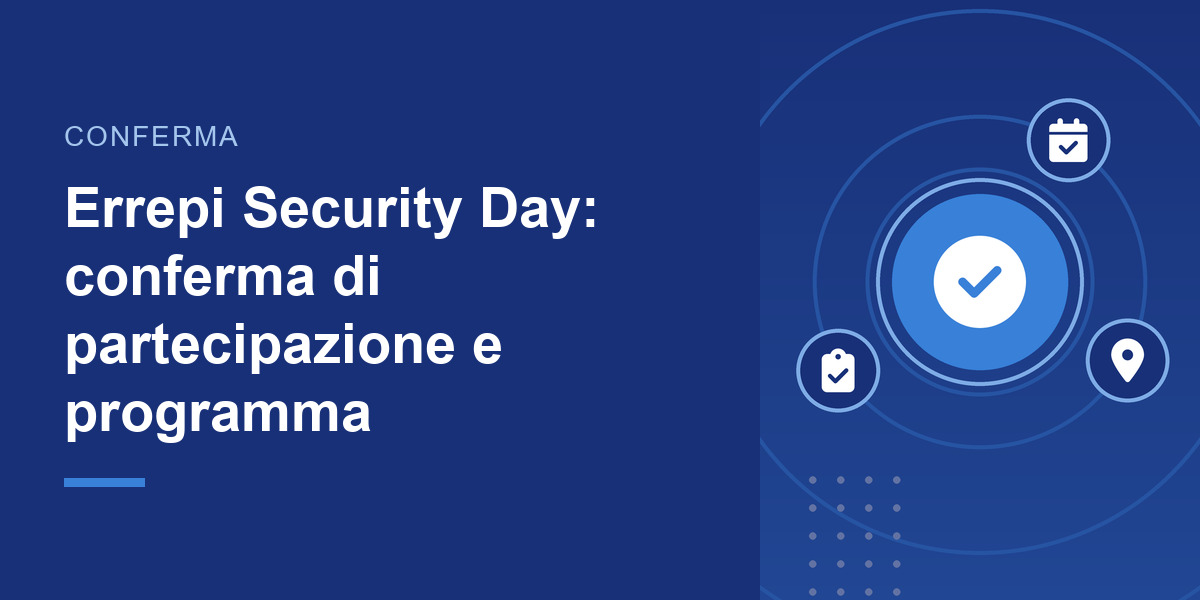 CONFERMA
Errepi Security Day:
conferma di
partecipazione e
programma